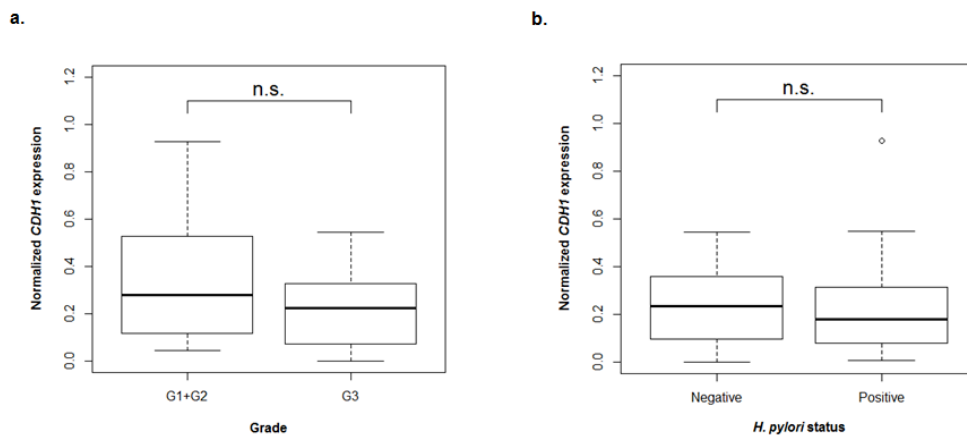 a.
n.s.
1.2
1.0
0.8
0.6
0.4
0.2
0.0
Normalized CDH1 expression
G1+G2 G3
Grade
b.
n.s.
1.2
1.0
0.8
0.6
0.4
0.2
0.0
Normalized CDH1 expression
Negative Positive
H. pylori status